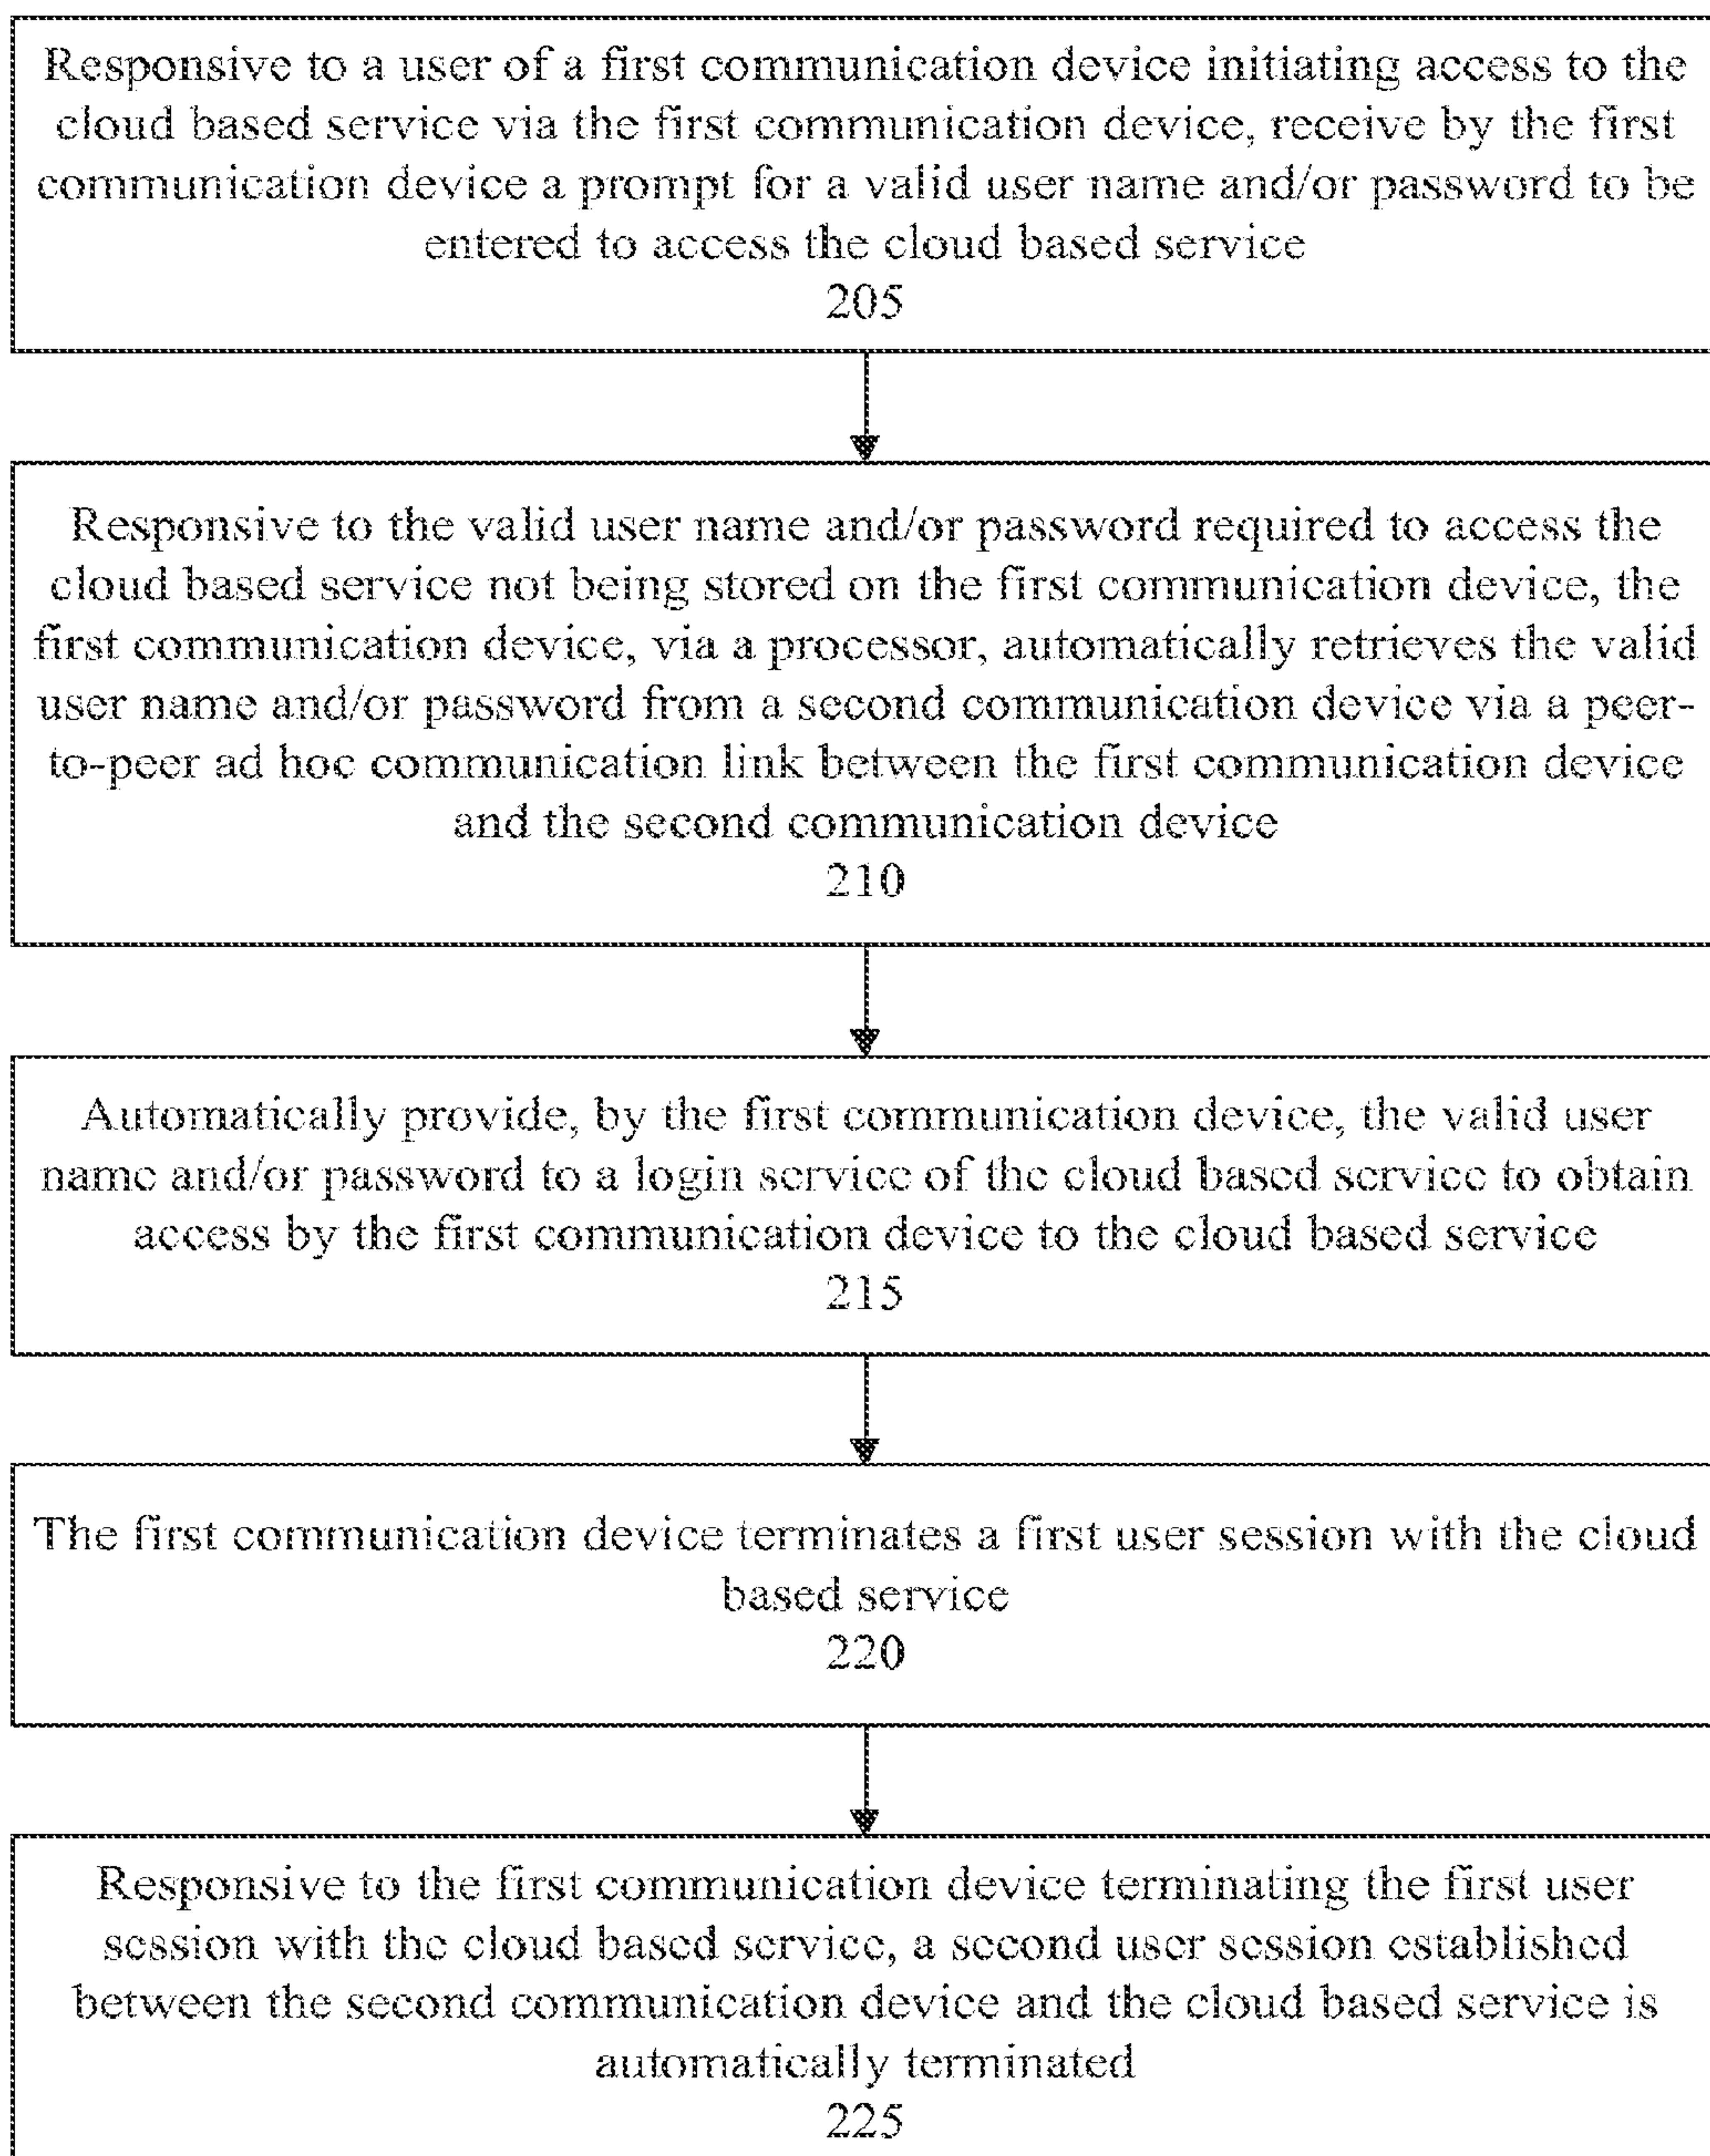 Responsive to a user of a first communication device initiating access to the
cloud based service via the first communication device, receive by the first
communication device a prompt for a valid user name and/or password to be
entered to access the cloud based service
205
Responsive to the valid user name and/or password required to access the
cloud based service not being stored on the first communication device, the
first communication device, via a processor, automatically retrieves the valid
user name and/or password from a second communication device via a peer-
to-peer ad hoc communication link between the first communication device
and the second communication device
210
Automatically provide, by the first communication device, the valid user
name and/or password to a login service of the cloud based service to obtain
access by the first communication device to the cloud based service
215
The first communication device terminates a first user session with the cloud
based service
220
Responsive to the first communication device terminating the first user
session with the cloud based service, a second user session established
between the second communication device and the cloud based service is
automatically terminated
225